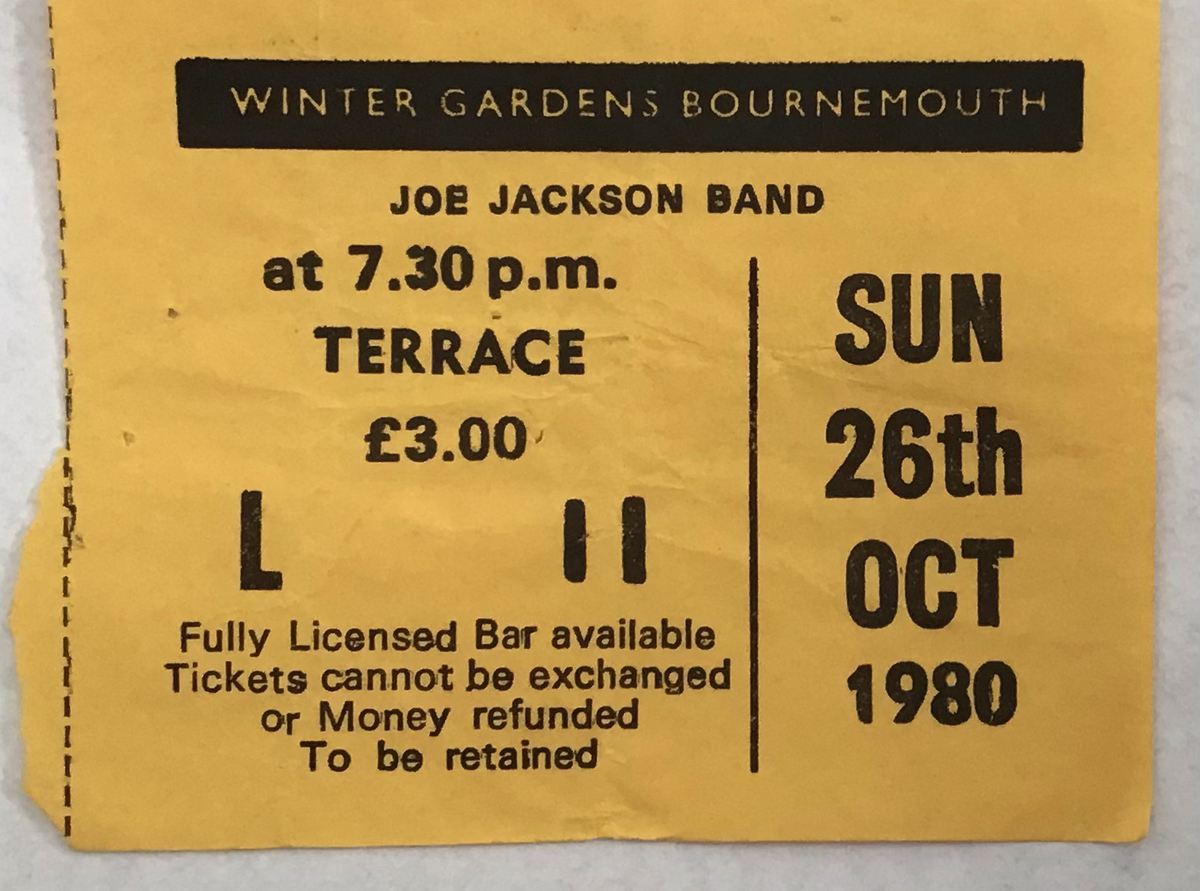 WINTER GARDENS BOURNEMOUTH
JOE JACKSON BAND
at 7.30 p.m.
TERRACE
£3.00
L 11
Fully Licensed Bar available
Tickets cannot be exchanged
or Money refunded
To be retained
SUN
26th
OCT
1980